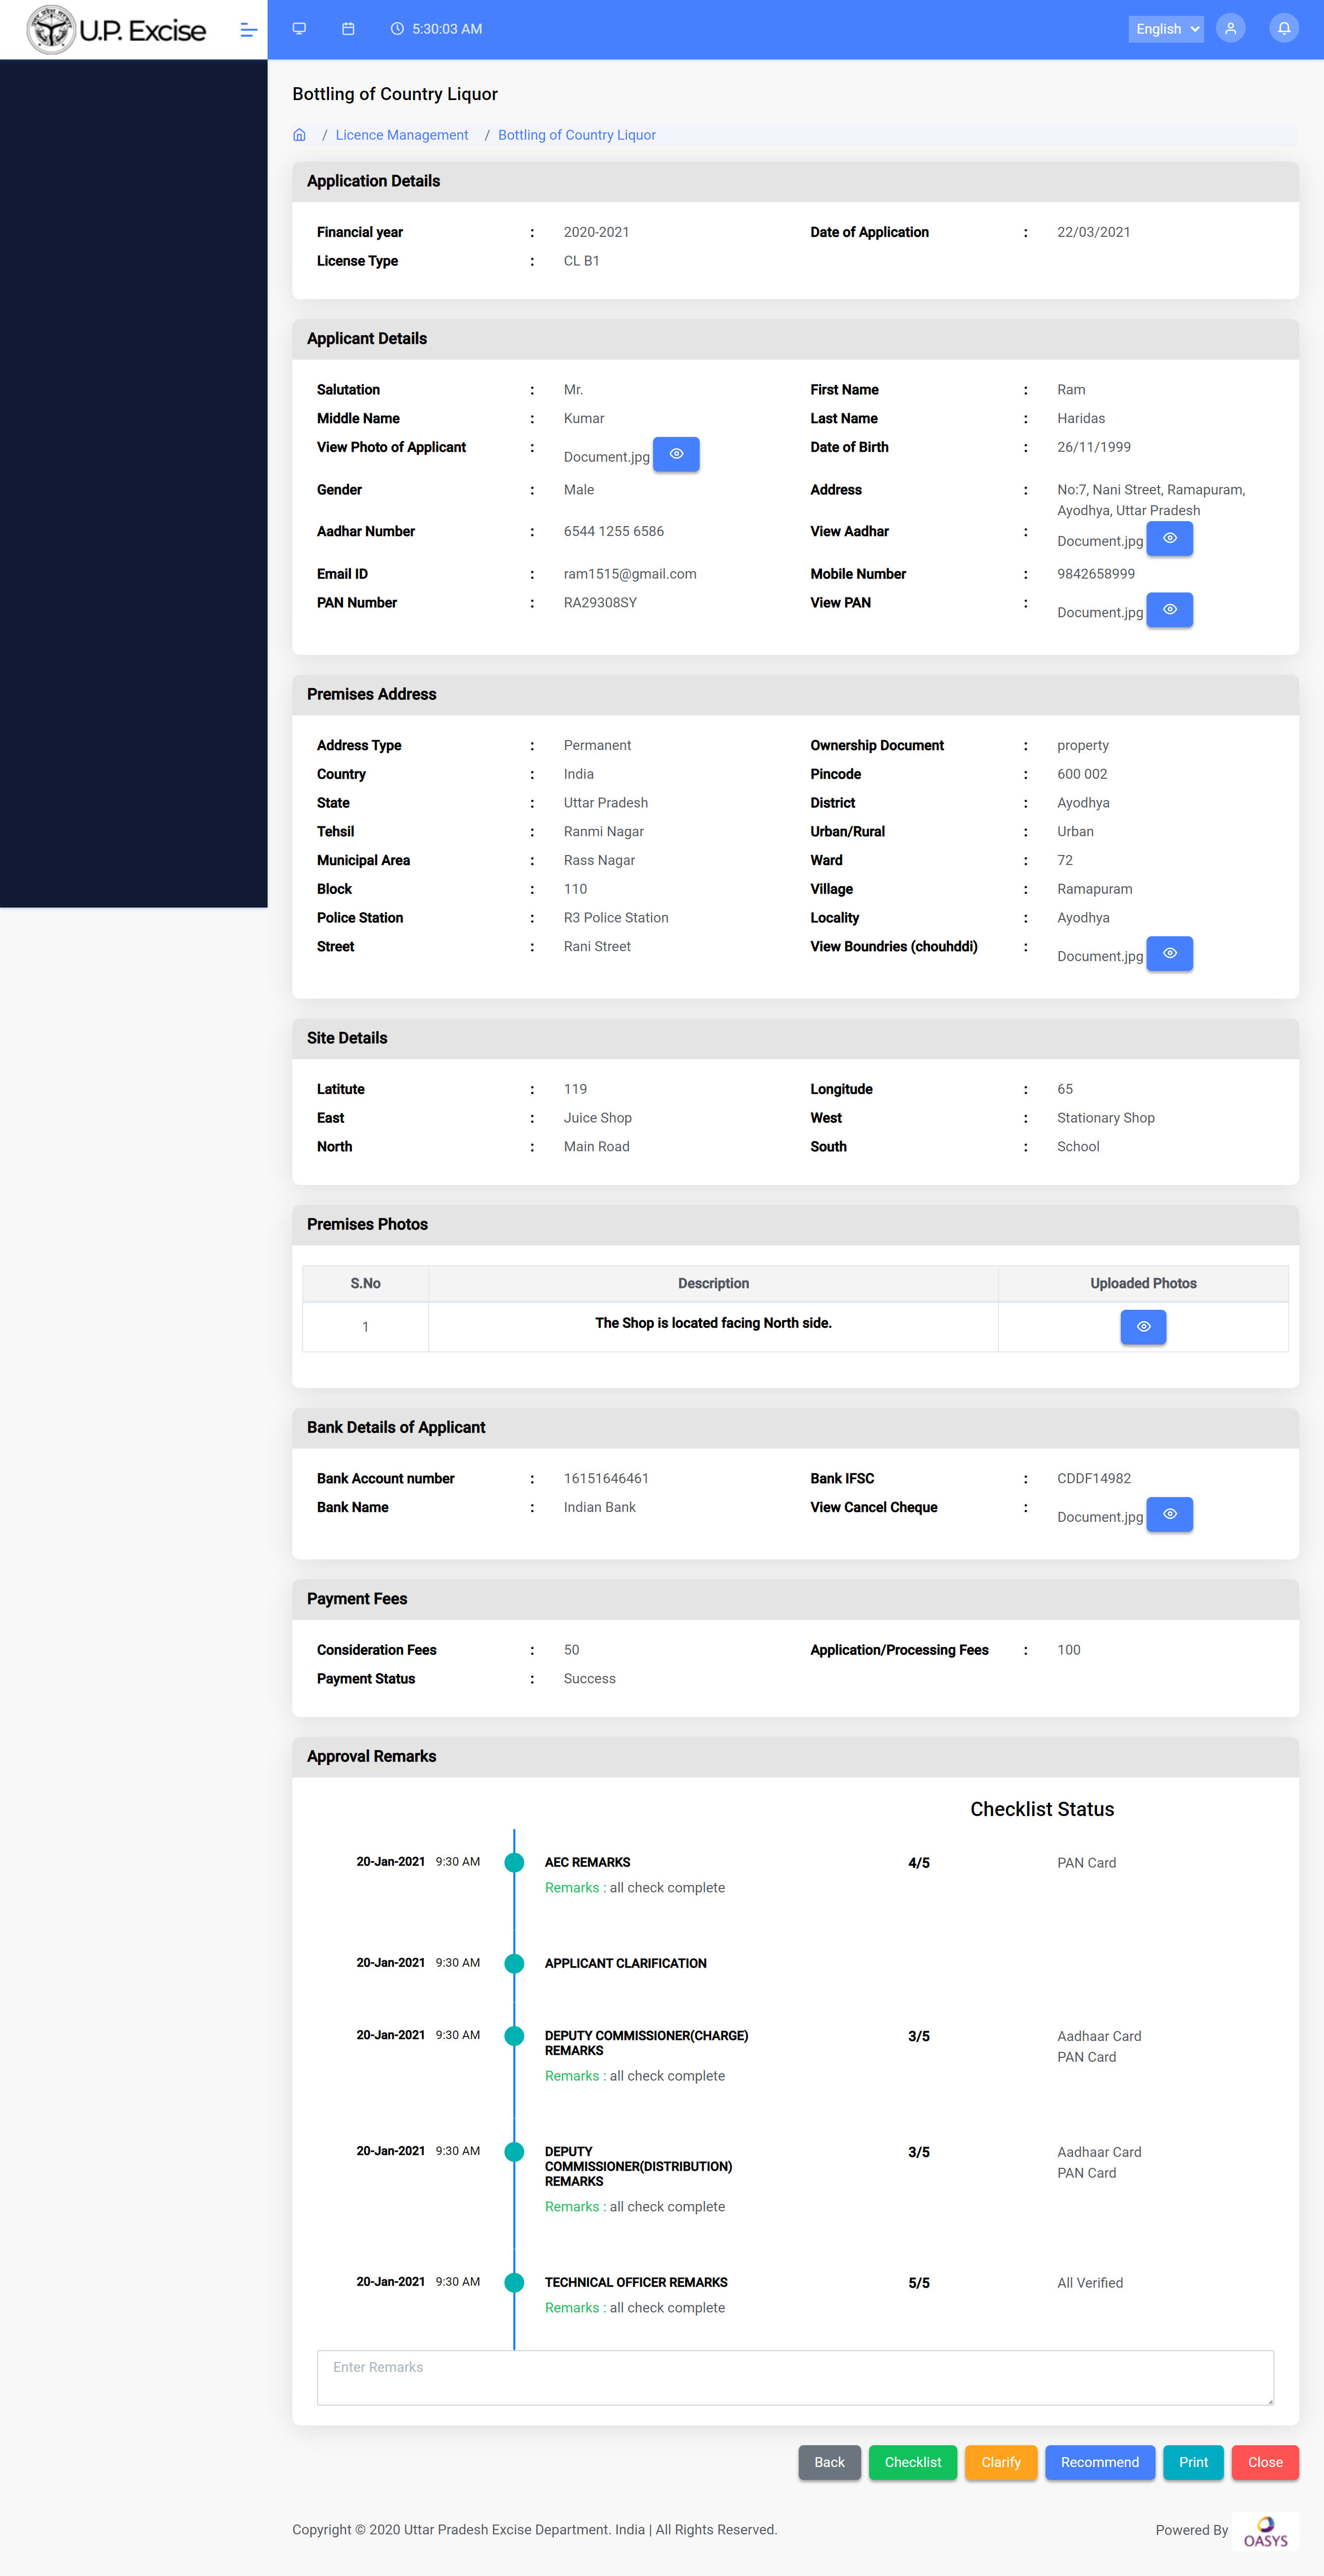 U.P. Excise
5:30:03 AM
English
Bottling of Country Liquor
/ Licence Management / Bottling of Country Liquor
Application Details
Financial year : 2020-2021 Date of Application : 22/03/2021
License Type : CL B1
Applicant Details
Salutation : Mr. First Name : Ram
Middle Name : Kumar Last Name : Haridas
View Photo of Applicant : Document.jpg Date of Birth : 26/11/1999
Gender : Male Address : No:7, Nani Street, Ramapuram,
Ayodhya, Uttar Pradesh
Aadhar Number : 6544 1255 6586 View Aadhar : Document.jpg
Email ID : ram1515@gmail.com Mobile Number : 9842658999
PAN Number : RA29308SY View PAN : Document.jpg
Premises Address
Address Type : Permanent Ownership Document : property
Country : India Pincode : 600 002
State : Uttar Pradesh District : Ayodhya
Tehsil : Ranmi Nagar Urban/Rural : Urban
Municipal Area : Rass Nagar Ward : 72
Block : 110 Village : Ramapuram
Police Station : R3 Police Station Locality : Ayodhya
Street : Rani Street View Boundries (chouhddi) : Document.jpg
Site Details
Latitute : 119 Longitude : 65
East : Juice Shop West : Stationary Shop
North : Main Road South : School
Premises Photos
S.No Description Uploaded Photos
1 The Shop is located facing North side.
Bank Details of Applicant
Bank Account number : 16151646461 Bank IFSC : CDDF14982
Bank Name : Indian Bank View Cancel Cheque : Document.jpg
Payment Fees
Consideration Fees : 50 Application/Processing Fees : 100
Payment Status : Success
Approval Remarks
Checklist Status
20-Jan-2021 9:30 AM AEC REMARKS 4/5 PAN Card
Remarks : all check complete
20-Jan-2021 9:30 AM APPLICANT CLARIFICATION
20-Jan-2021 9:30 AM DEPUTY COMMISSIONER(CHARGE) 3/5 Aadhaar Card
REMARKS PAN Card
Remarks : all check complete
20-Jan-2021 9:30 AM DEPUTY 3/5 Aadhaar Card
COMMISSIONER(DISTRIBUTION) PAN Card
REMARKS
Remarks : all check complete
20-Jan-2021 9:30 AM TECHNICAL OFFICER REMARKS 5/5 All Verified
Remarks : all check complete
Enter Remarks
Back Checklist Clarify Recommend Print Close
Copyright © 2020 Uttar Pradesh Excise Department. India | All Rights Reserved. Powered By OASYS